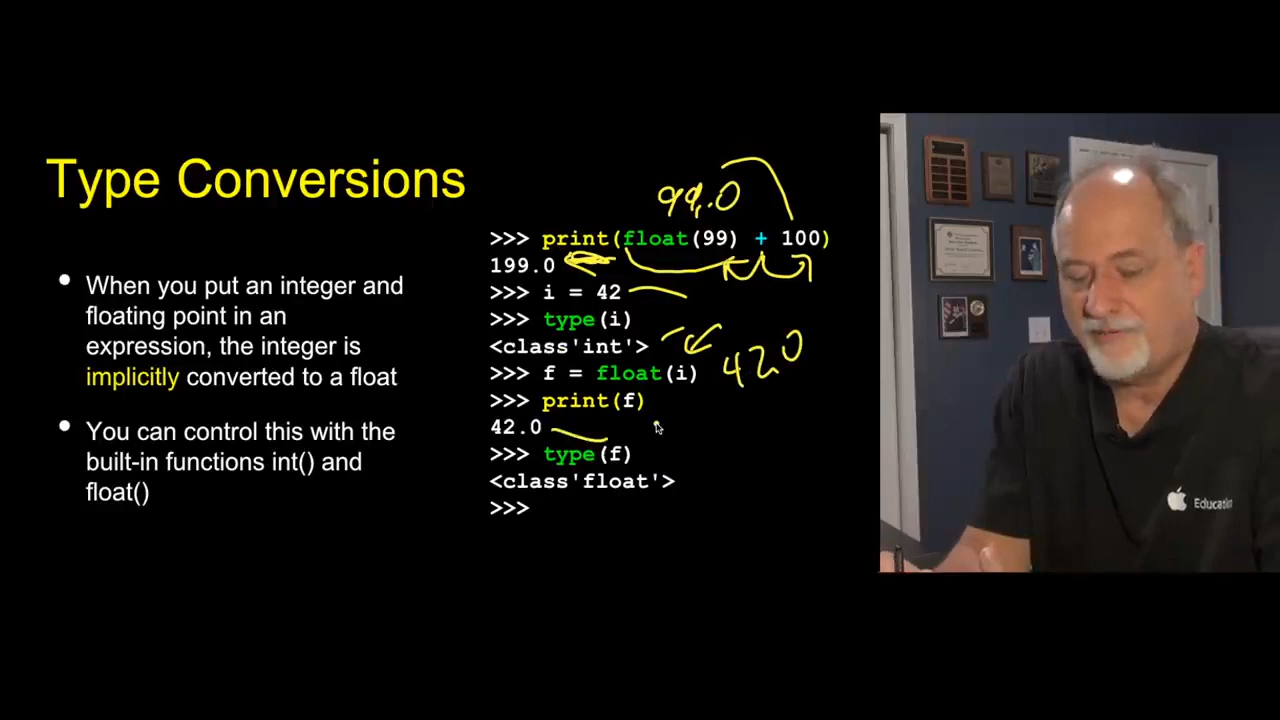 Type Conversions
• When you put an integer and
floating point in an
expression, the integer is
implicitly converted to a float
• You can control this with the
built-in functions int() and
float()
99.0
>>> print(float(99) + 100)
199.0
>>> i = 42
>>> type(i)
<class'int'>
>>> f = float(i)
42.0
>>> print(f)
42.0
>>> type(f)
<class'float'>
>>>
Education